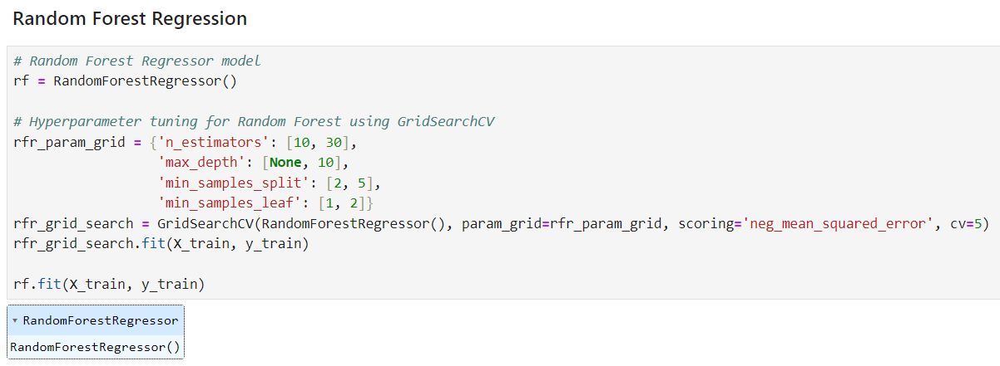 Random Forest Regression
# Random Forest Regressor model
rf = RandomForestRegressor()
# Hyperparameter tuning for Random Forest using GridSearchCV
rfr_param_grid = {'n_estimators': [10, 30],
'max_depth': [None, 10],
'min_samples_split': [2, 5],
'min_samples_leaf': [1, 2]}
rfr_grid_search = GridSearchCV(RandomForestRegressor(), param_grid=rfr_param_grid, scoring='neg_mean_squared_error', cv=5)
rfr_grid_search.fit(X_train, y_train)
rf.fit(X_train, y_train)
▾ RandomForestRegressor
RandomForestRegressor()